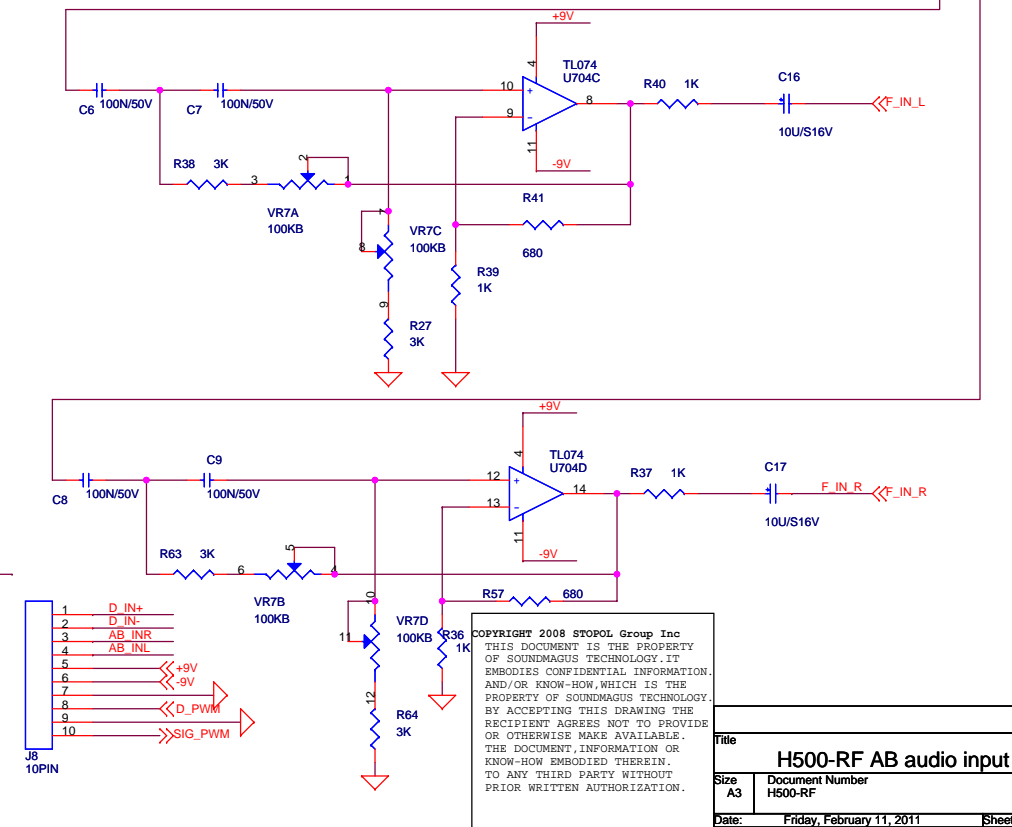 +9V
4
TL074
U704C
10
+
9
-
8
11
-9V
R40 1K
C16
10U/S16V
F_IN_L
C6
100N/50V
C7
100N/50V
R38 3K
3
2
1
VR7A
100KB
R41
680
7
8
9
VR7C
100KB
R39
1K
R27
3K
+9V
4
TL074
U704D
12
+
13
-
14
11
-9V
R37 1K
C17
10U/S16V
F_IN_R
F_IN_R
C8
100N/50V
C9
100N/50V
R63 3K
6
5
4
VR7B
100KB
R57 680
10
11
12
VR7D
100KB
R36
1K
R64
3K
1 D_IN+
2 D_IN-
3 AB_INR
4 AB_INL
5 +9V
6 -9V
7
8 D_PWM
9
10 SIG_PWM
J8
10PIN
COPYRIGHT 2008 STOPOL Group Inc
THIS DOCUMENT IS THE PROPERTY
OF SOUNDMAGUS TECHNOLOGY.IT
EMBODIES CONFIDENTIAL INFORMATION.
AND/OR KNOW-HOW,WHICH IS THE
PROPERTY OF SOUNDMAGUS TECHNOLOGY.
BY ACCEPTING THIS DRAWING THE
RECIPIENT AGREES NOT TO PROVIDE
OR OTHERWISE MAKE AVAILABLE.
THE DOCUMENT,INFORMATION OR
KNOW-HOW EMBODIED THEREIN.
TO ANY THIRD PARTY WITHOUT
PRIOR WRITTEN AUTHORIZATION.
Title
H500-RF AB audio input
Size
A3
Document Number
H500-RF
Date: Friday, February 11, 2011 Sheet